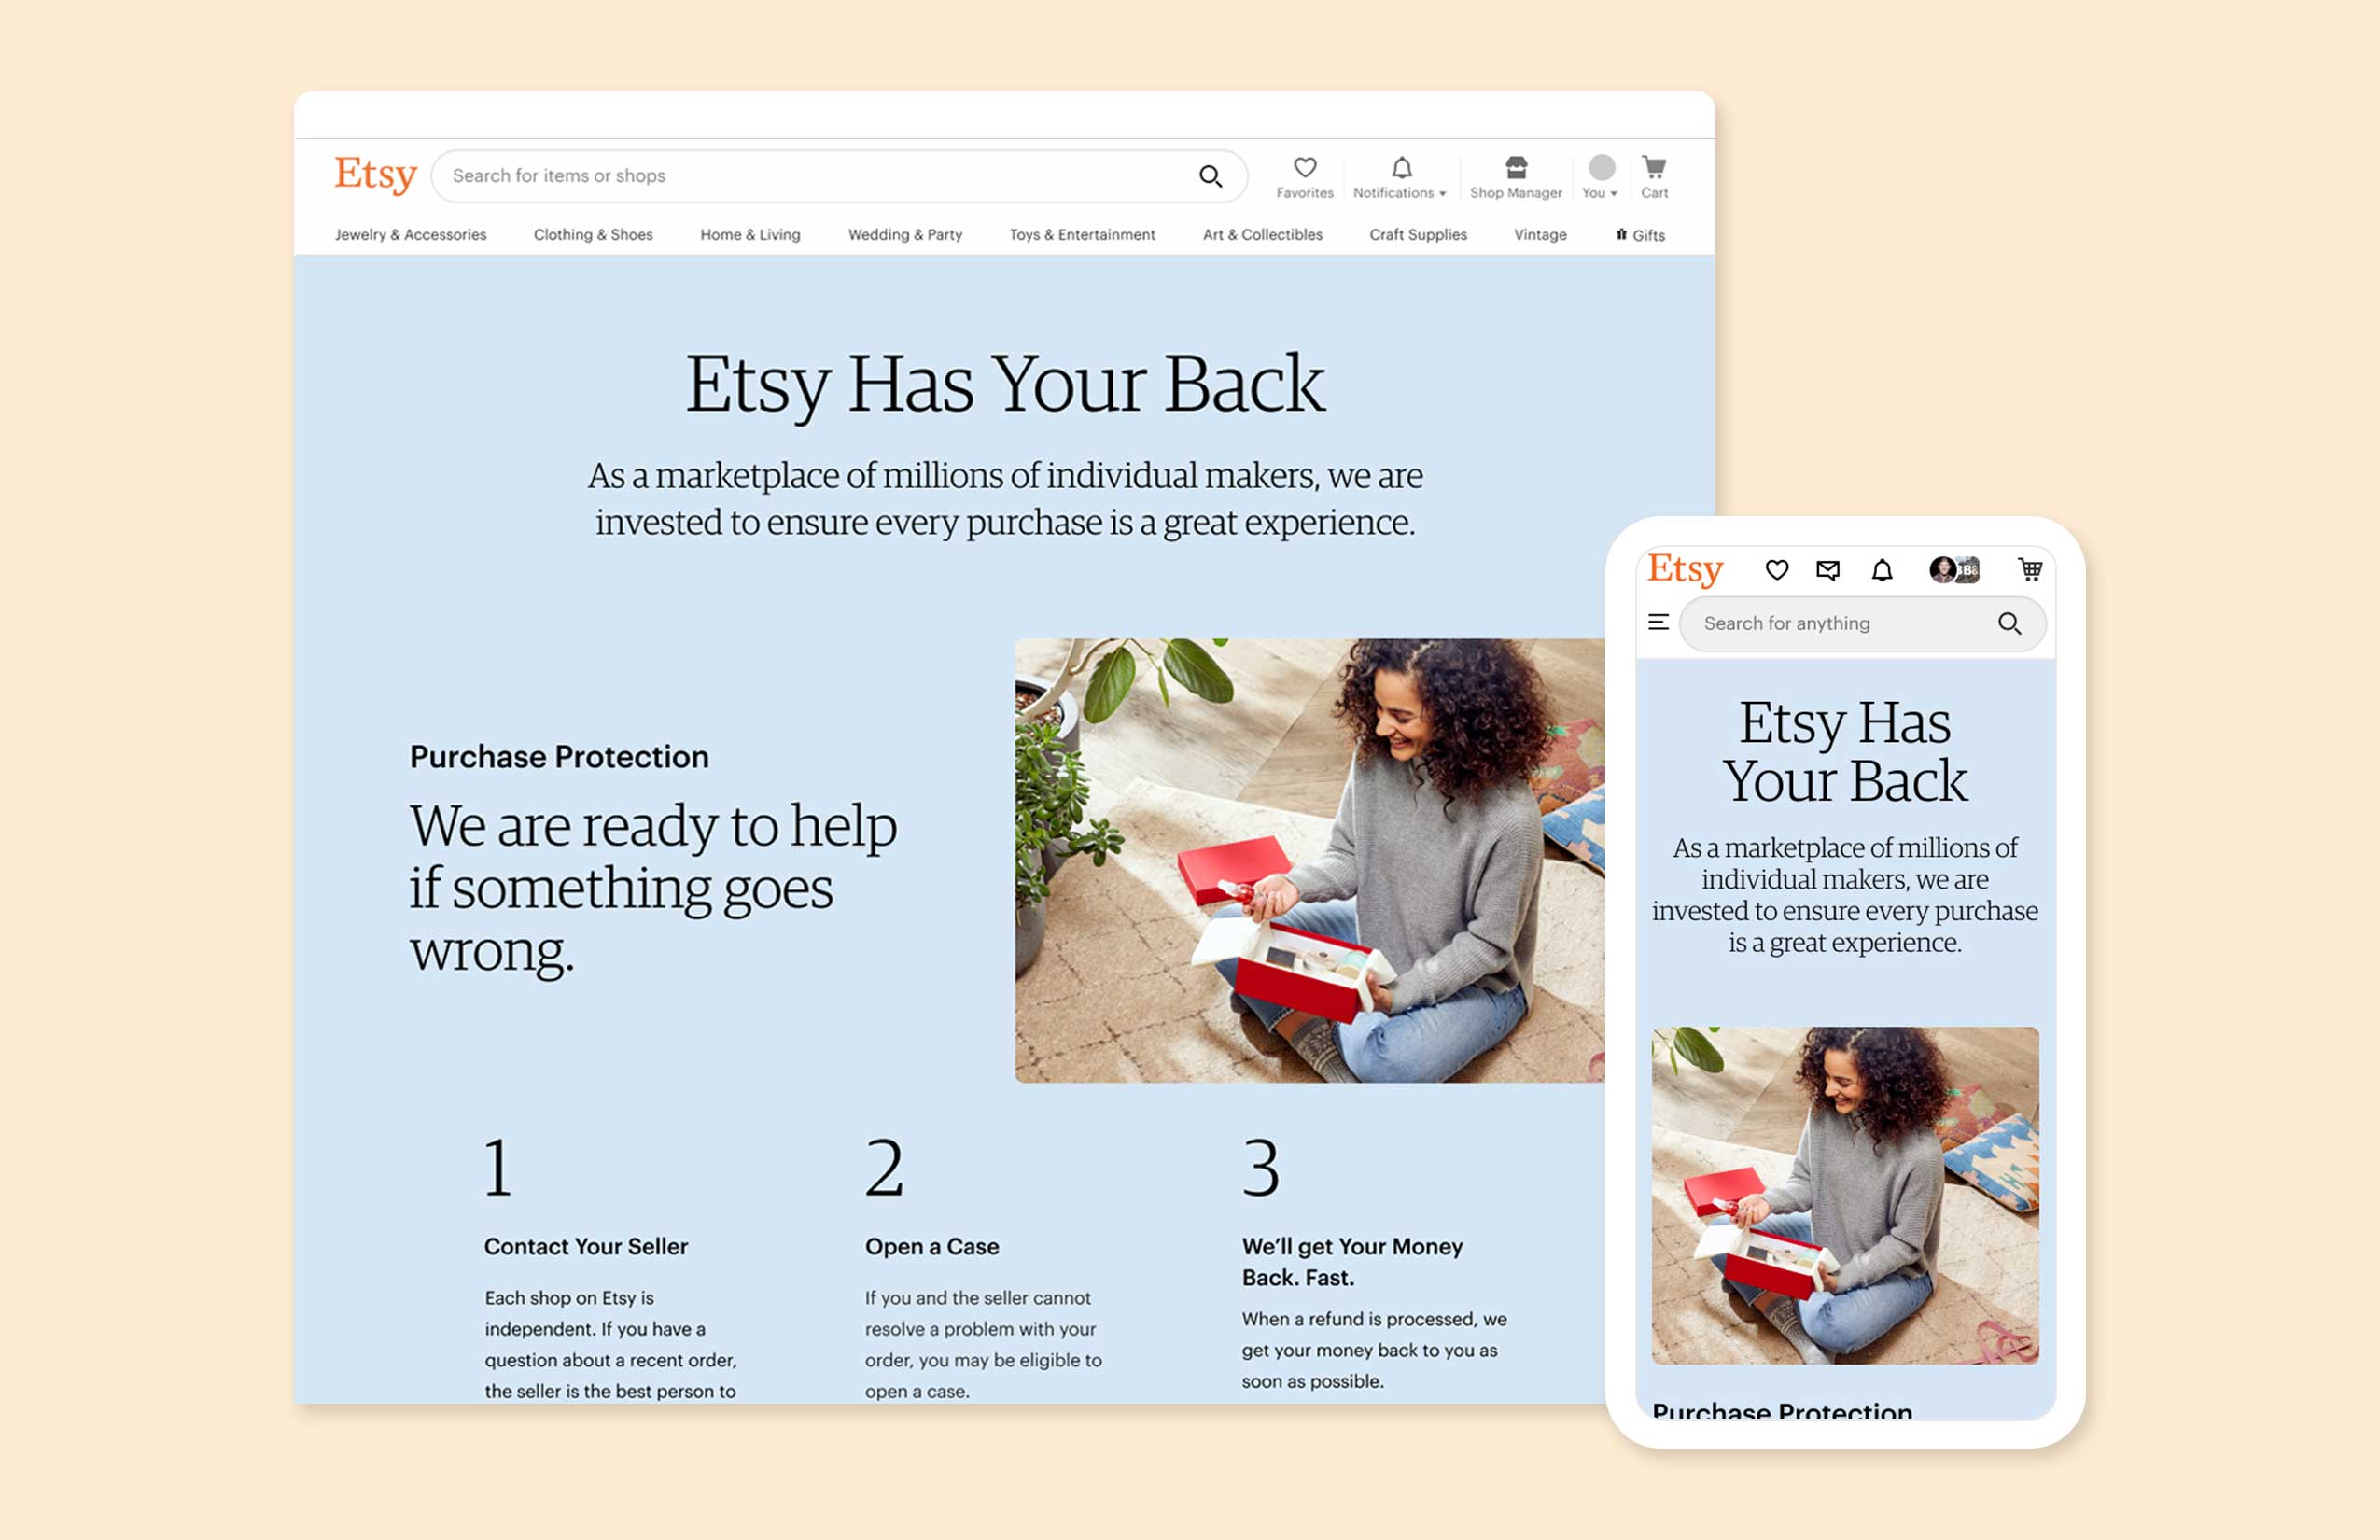 Etsy
Search for items or shops
Favorites
Notifications
Shop Manager
You
Cart
Jewelry & Accessories
Clothing & Shoes
Home & Living
Wedding & Party
Toys & Entertainment
Art & Collectibles
Craft Supplies
Vintage
Gifts
Etsy Has Your Back
As a marketplace of millions of individual makers, we are
invested to ensure every purchase is a great experience.
Purchase Protection
We are ready to help
if something goes
wrong.
1
Contact Your Seller
Each shop on Etsy is
independent. If you have a
question about a recent order,
the seller is the best person to
2
Open a Case
If you and the seller cannot
resolve a problem with your
order, you may be eligible to
open a case.
3
We'll get Your Money
Back. Fast.
When a refund is processed, we
get your money back to you as
soon as possible.
Etsy
Search for anything
Etsy Has
Your Back
As a marketplace of millions of
individual makers, we are
invested to ensure every purchase
is a great experience.
Purchase Protection